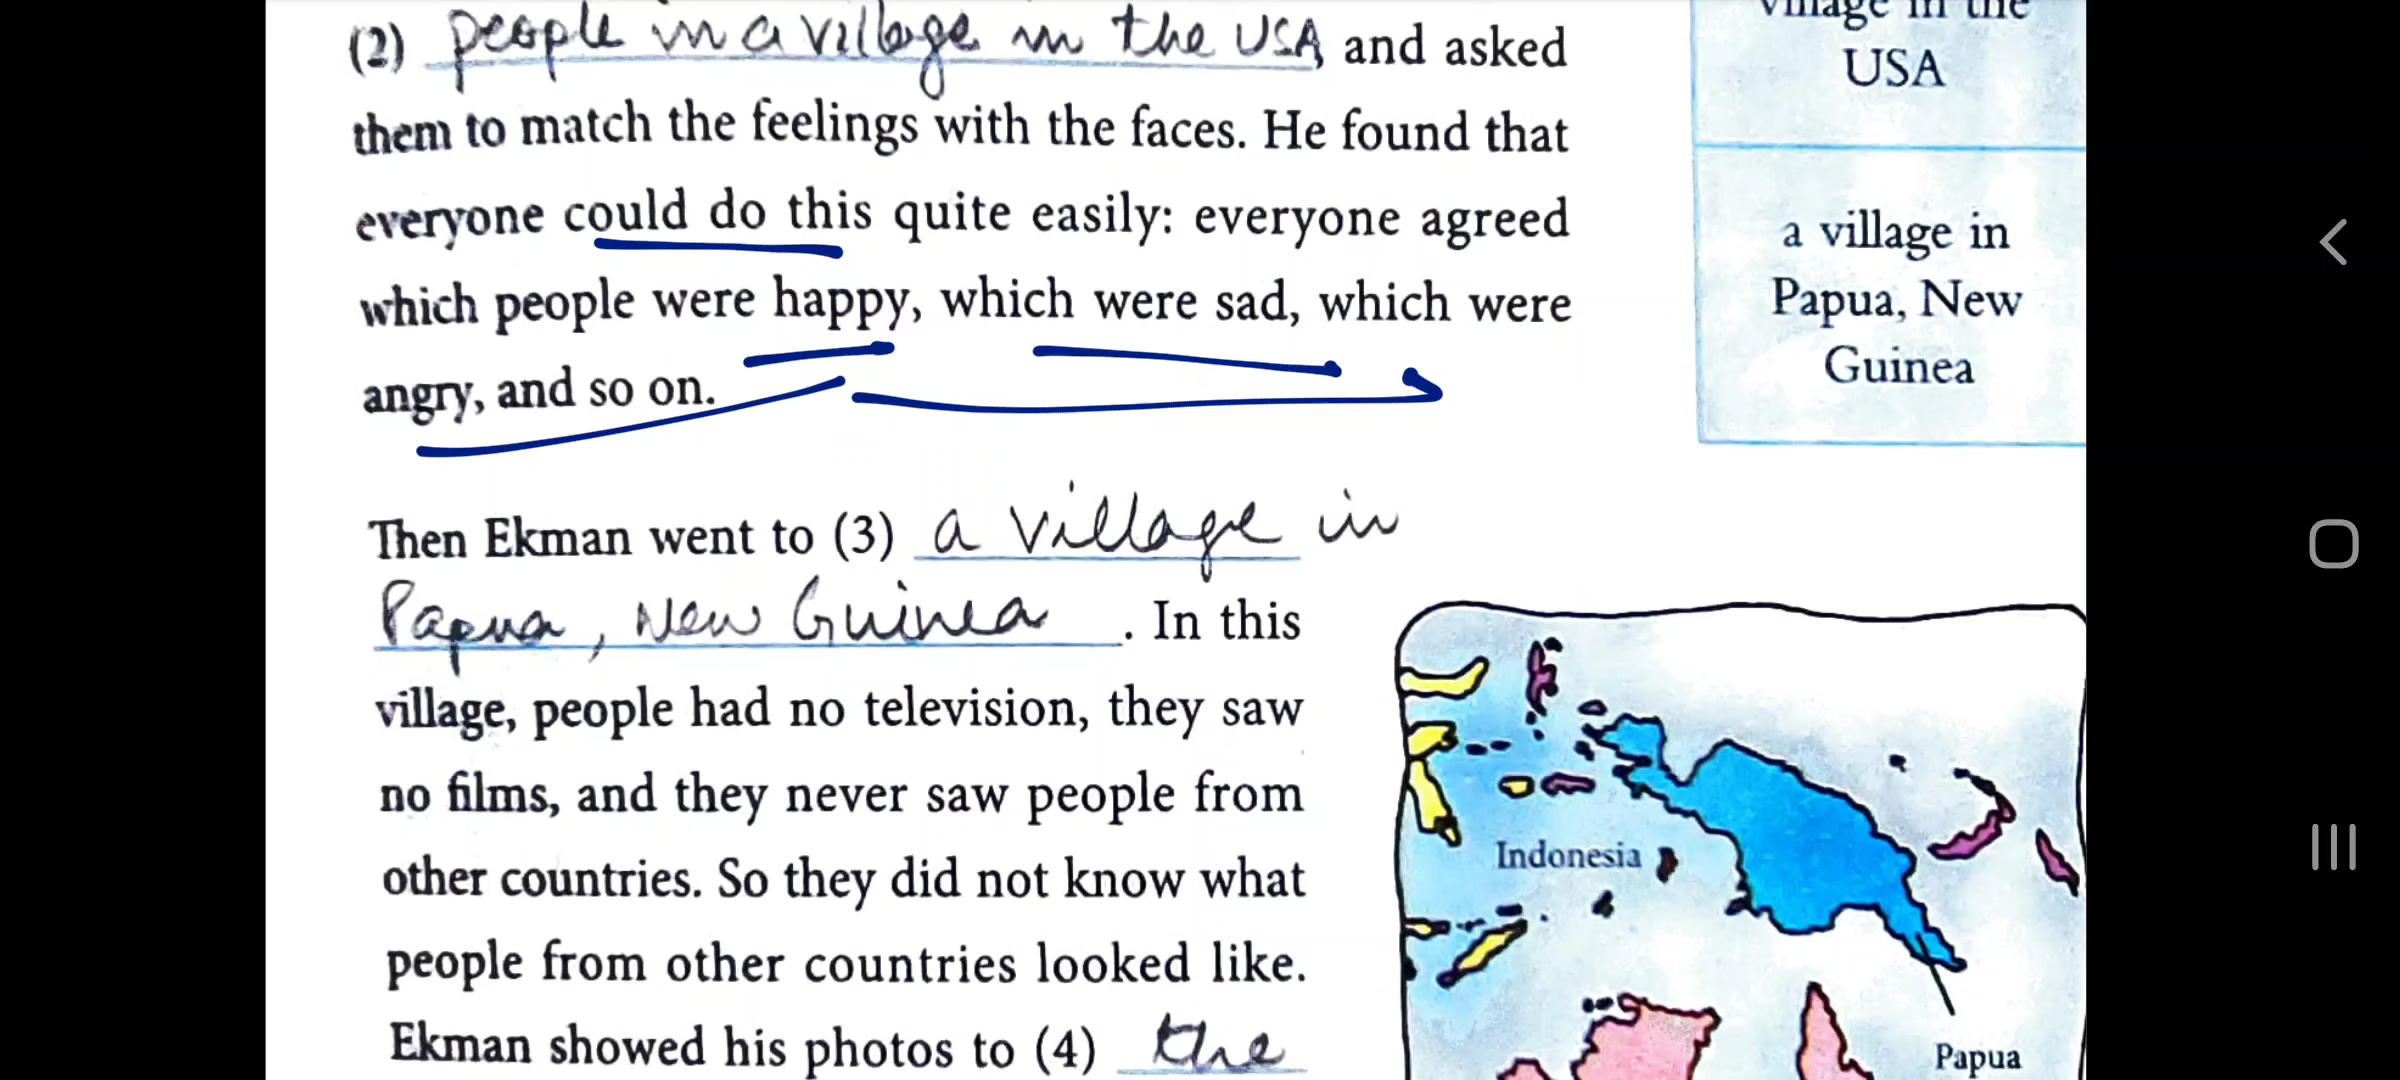 (2) people in a village in the USA, and asked
them to match the feelings with the faces. He found that
everyone could do this quite easily: everyone agreed
which people were happy, which were sad, which were
angry, and so on.
Then Ekman went to (3) a village in
Papua, New Guinea. In this
village, people had no television, they saw
no films, and they never saw people from
other countries. So they did not know what
people from other countries looked like.
Ekman showed his photos to (4) the
village in the
USA
a village in
Papua, New
Guinea
Indonesia
Papua